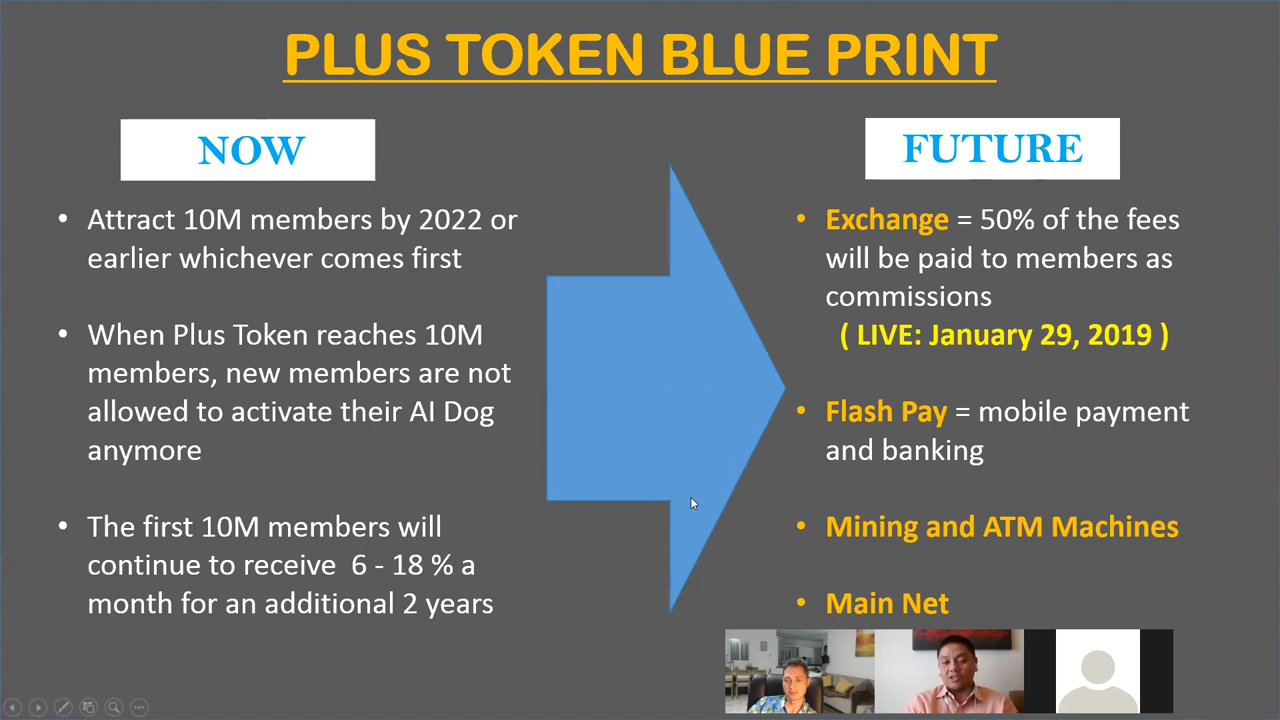 PLUS TOKEN BLUE PRINT
NOW
• Attract 10M members by 2022 or
earlier whichever comes first
• When Plus Token reaches 10M
members, new members are not
allowed to activate their AI Dog
anymore
• The first 10M members will
continue to receive 6 - 18 % a
month for an additional 2 years
FUTURE
• Exchange = 50% of the fees
will be paid to members as
commissions
( LIVE: January 29, 2019 )
• Flash Pay = mobile payment
and banking
• Mining and ATM Machines
• Main Net